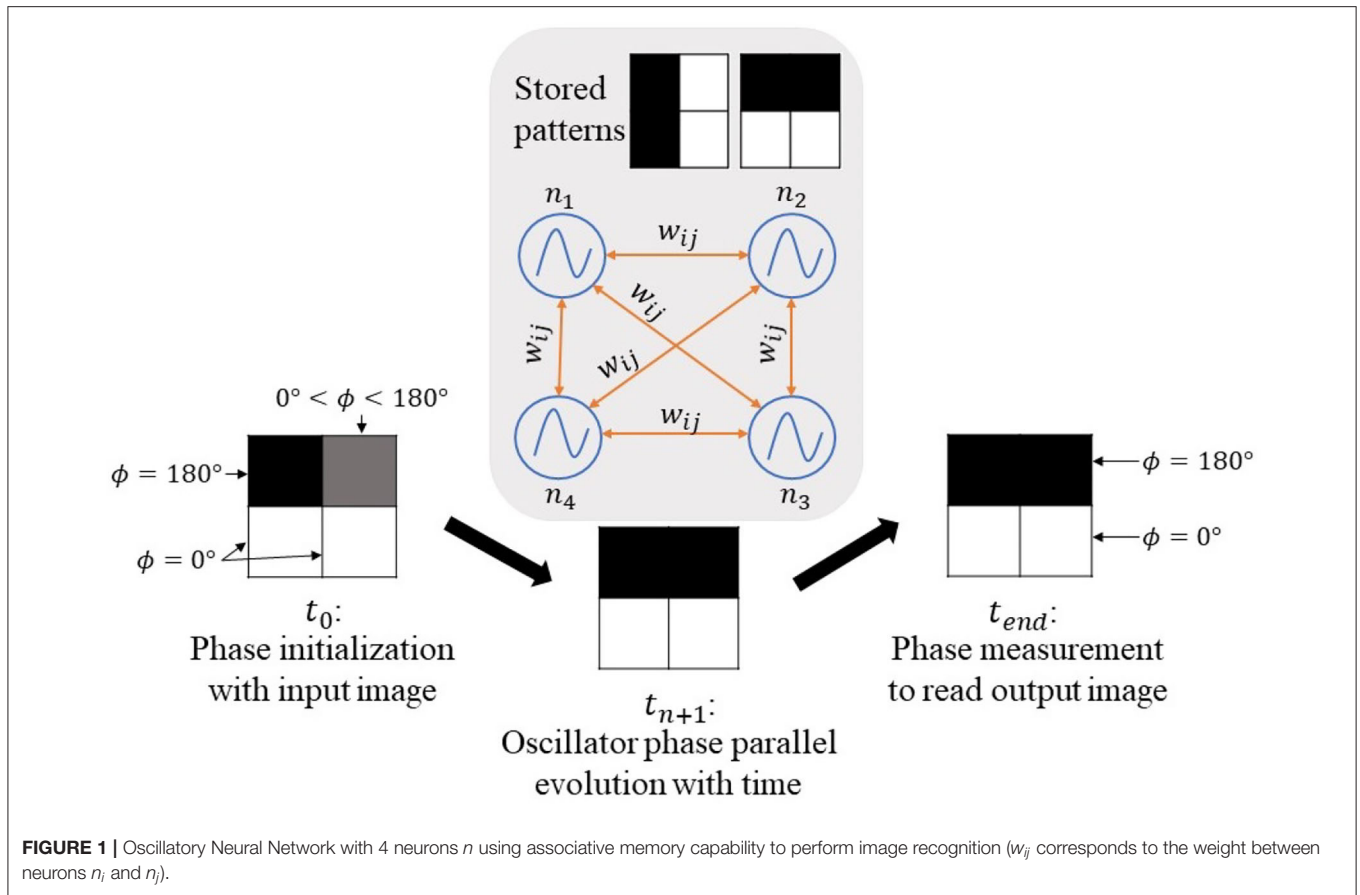 Stored
patterns
n₁
n₂
wᵢⱼ
wᵢⱼ
wᵢⱼ
wᵢⱼ
wᵢⱼ
wᵢⱼ
n₄
n₃
0° < ϕ < 180°
ϕ = 180°
ϕ = 0°
t₀:
Phase initialization
with input image
tₙ₊₁:
Oscillator phase parallel
evolution with time
ϕ = 180°
ϕ = 0°
t_end:
Phase measurement
to read output image
FIGURE 1 | Oscillatory Neural Network with 4 neurons n using associative memory capability to perform image recognition (wᵢⱼ corresponds to the weight between
neurons nᵢ and nⱼ).